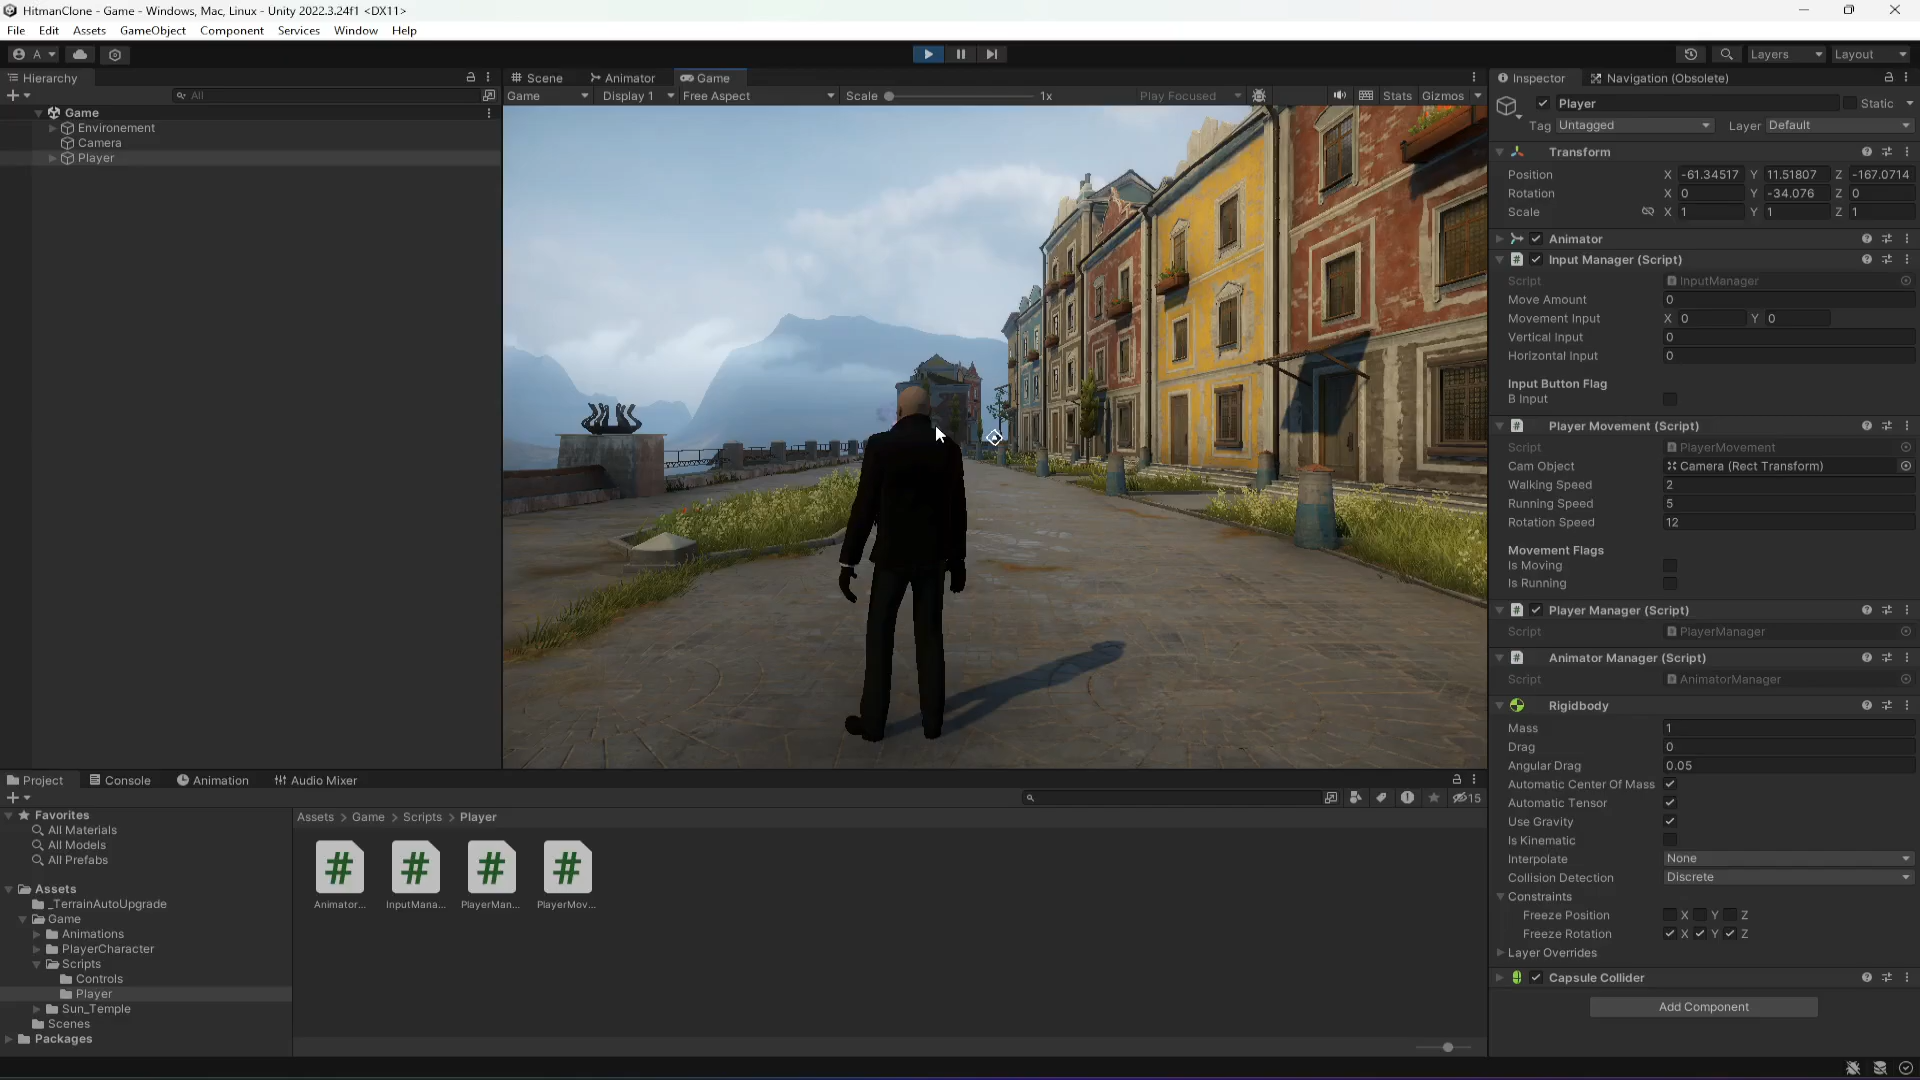 HitmanClone - Game - Windows, Mac, Linux - Unity 2022.3.24f1 <DX11>
File Edit Assets GameObject Component Services Window Help
A Layers Layout
Hierarchy
All
Game
Environement
Camera
Player
Scene Animator Game
Game Display 1 Free Aspect Scale 1x Play Focused Stats Gizmos
Inspector Navigation (Obsolete)
Player Static
Tag Untagged Layer Default
Transform
Position X -61.34517 Y 11.51807 Z -167.0714
Rotation X 0 Y -34.076 Z 0
Scale X 1 Y 1 Z 1
Animator
# Input Manager (Script)
Script InputManager
Move Amount 0
Movement Input X 0 Y 0
Vertical Input 0
Horizontal Input 0
Input Button Flag
B Input
# Player Movement (Script)
Script PlayerMovement
Cam Object Camera (Rect Transform)
Walking Speed 2
Running Speed 5
Rotation Speed 12
Movement Flags
Is Moving
Is Running
# Player Manager (Script)
Script PlayerManager
# Animator Manager (Script)
Script AnimatorManager
Rigidbody
Mass 1
Drag 0
Angular Drag 0.05
Automatic Center Of Mass
Automatic Tensor
Use Gravity
Is Kinematic
Interpolate None
Collision Detection Discrete
Constraints
Freeze Position X Y Z
Freeze Rotation X Y Z
Layer Overrides
Capsule Collider
Add Component
Project Console Animation Audio Mixer
15
Favorites
All Materials
All Models
All Prefabs
Assets
_TerrainAutoUpgrade
Game
Animations
PlayerCharacter
Scripts
Controls
Player
Sun_Temple
Scenes
Packages
Assets > Game > Scripts > Player
# # # #
Animator... InputMana... PlayerMan... PlayerMov...